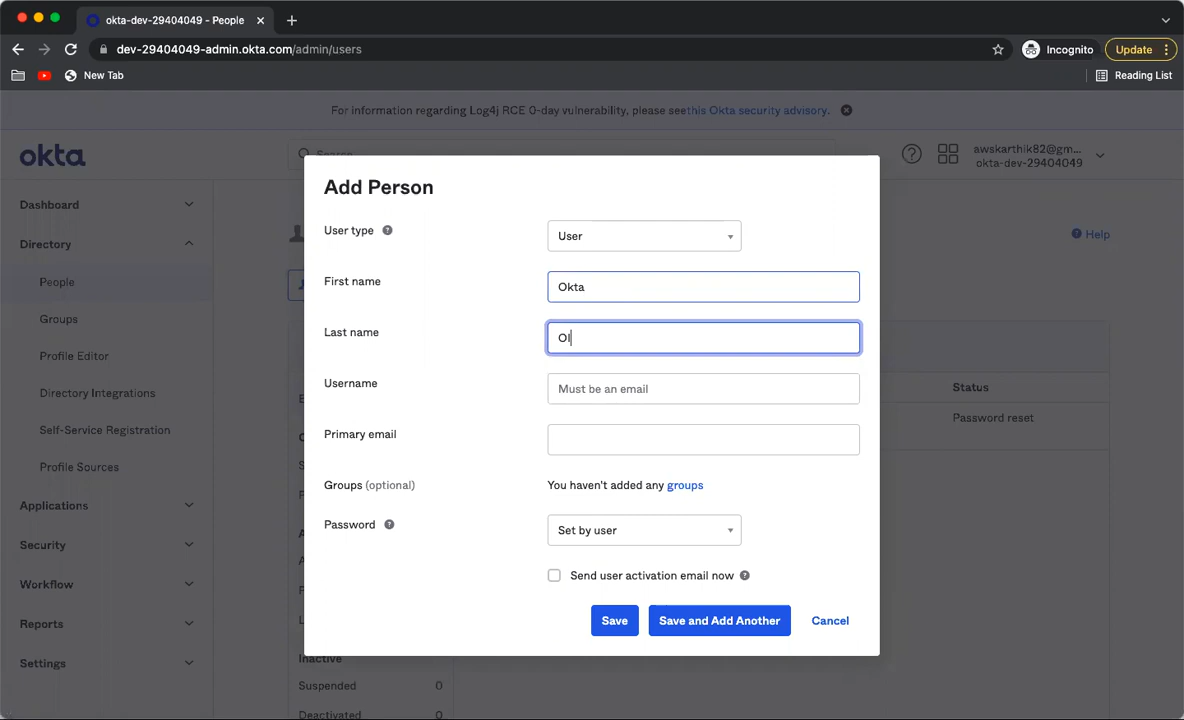 okta-dev-29404049 - People
dev-29404049-admin.okta.com/admin/users
Incognito
Update
New Tab
Reading List
For information regarding Log4j RCE 0-day vulnerability, please see this Okta security advisory.
okta
Search...
awskarthik82@gm...
okta-dev-29404049
Dashboard
Directory
People
Groups
Profile Editor
Directory Integrations
Self-Service Registration
Profile Sources
Applications
Security
Workflow
Reports
Settings
Help
Add Person
User type
User
First name
Okta
Last name
Ol
Username
Must be an email
Primary email
Groups (optional)
You haven't added any groups
Password
Set by user
Send user activation email now
Save
Save and Add Another
Cancel
Status
Password reset
Inactive
Suspended 0
Deactivated 0